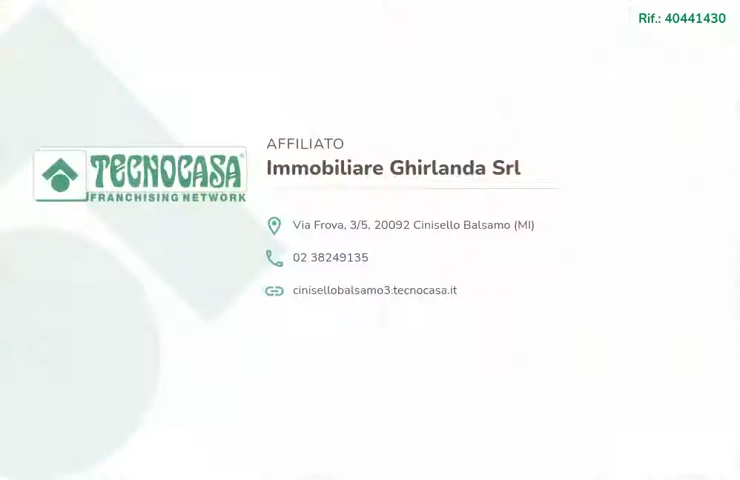 Rif.: 40441430
AFFILIATO
Immobiliare Ghirlanda Srl
TECNOCASA
FRANCHISING NETWORK
Via Frova, 3/5, 20092 Cinisello Balsamo (MI)
02 38249135
cinisellobalsamo3.tecnocasa.it